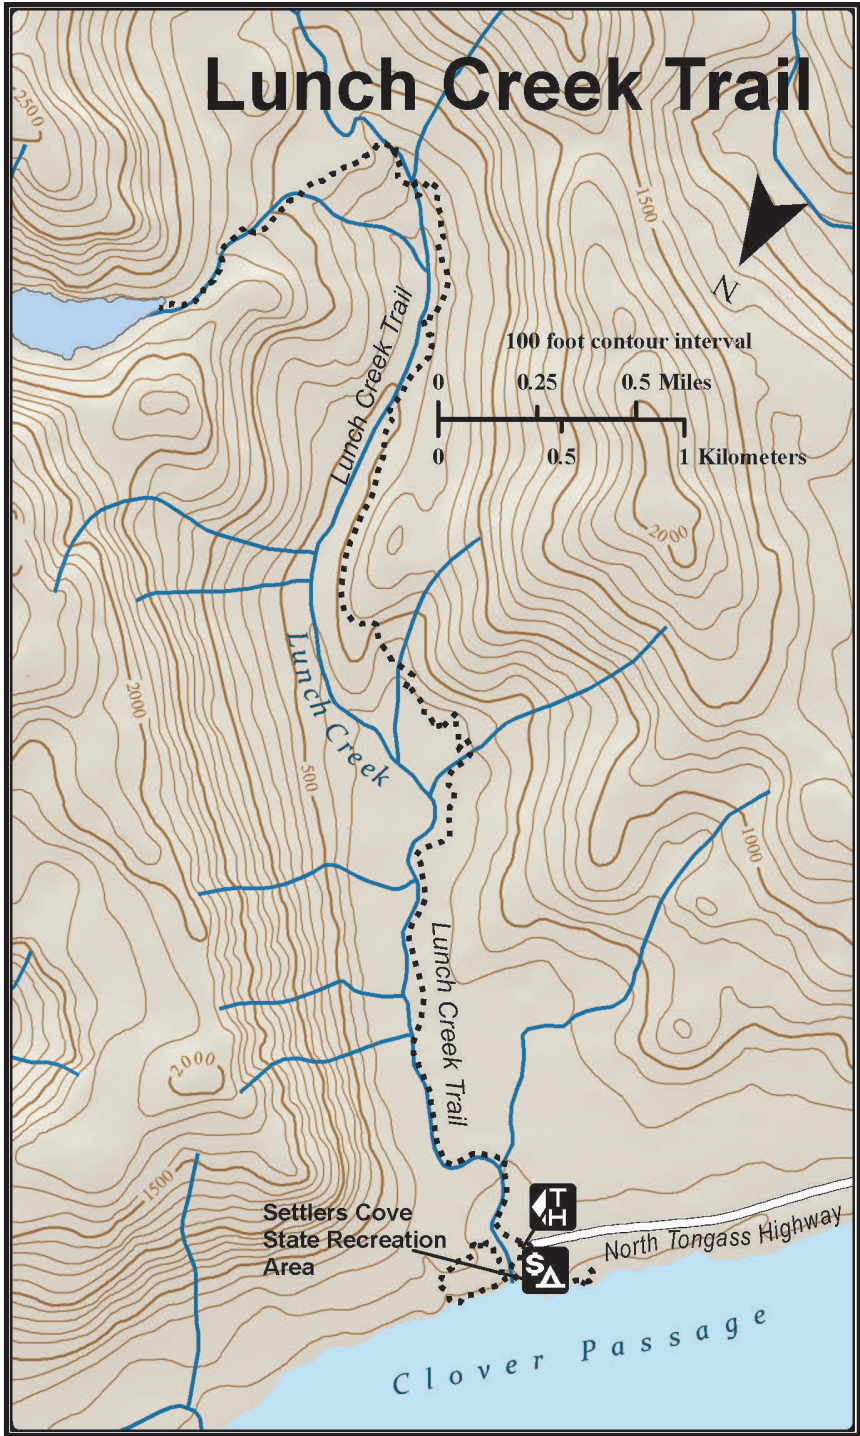 Lunch Creek Trail
2500
1500
N
100 foot contour interval
0 0.25 0.5 Miles
0 0.5 1 Kilometers
Lunch Creek Trail
2000
Lunch Creek
2000
500
1000
Lunch Creek Trail
2000
1500
T
H
Settlers Cove
State Recreation
Area
$
North Tongass Highway
Clover Passage